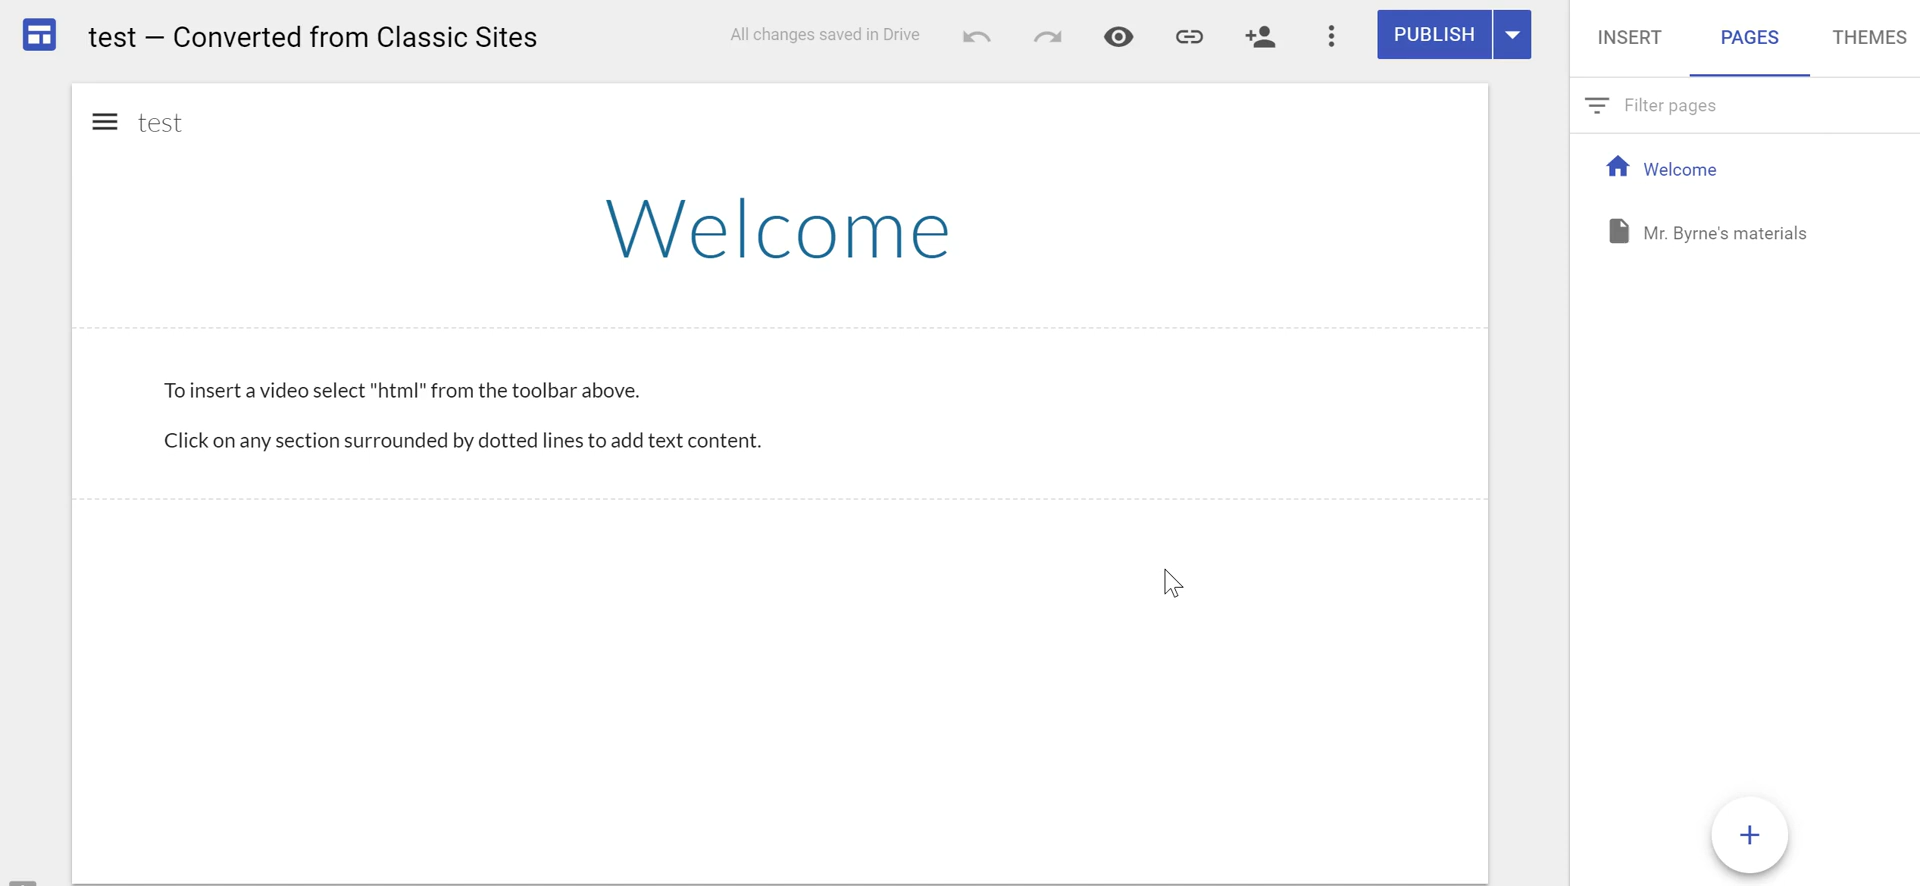 test — Converted from Classic Sites
All changes saved in Drive
PUBLISH
INSERT
PAGES
THEMES
test
Filter pages
Welcome
Mr. Byrne's materials
Welcome
To insert a video select "html" from the toolbar above.
Click on any section surrounded by dotted lines to add text content.